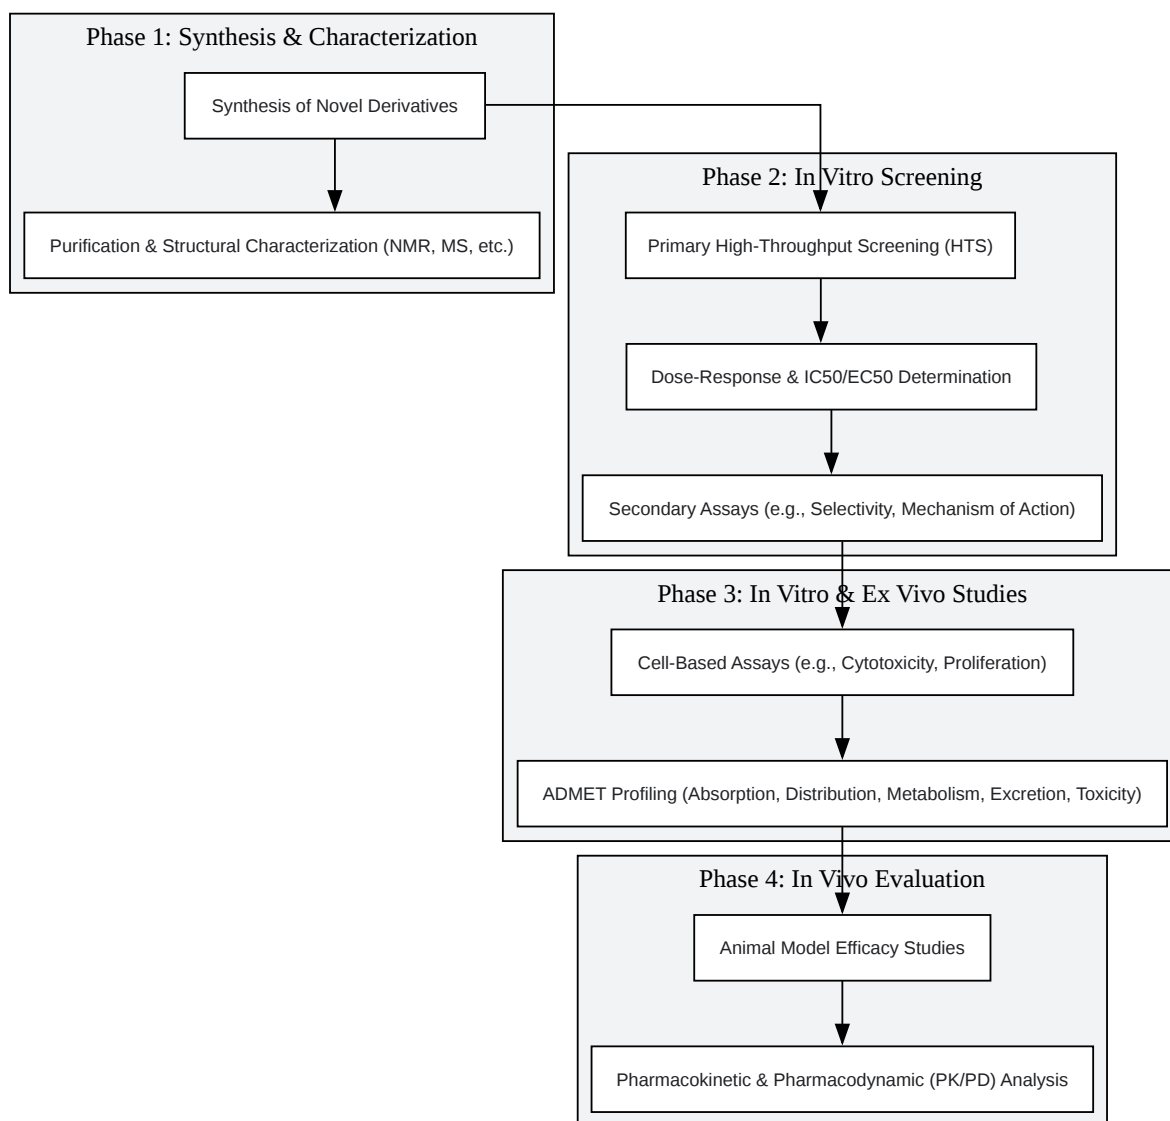 Phase 1: Synthesis & Characterization
Synthesis of Novel Derivatives
Purification & Structural Characterization (NMR, MS, etc.)
Phase 2: In Vitro Screening
Primary High-Throughput Screening (HTS)
Dose-Response & IC50/EC50 Determination
Secondary Assays (e.g., Selectivity, Mechanism of Action)
Phase 3: In Vitro & Ex Vivo Studies
Cell-Based Assays (e.g., Cytotoxicity, Proliferation)
ADMET Profiling (Absorption, Distribution, Metabolism, Excretion, Toxicity)
Phase 4: In Vivo Evaluation
Animal Model Efficacy Studies
Pharmacokinetic & Pharmacodynamic (PK/PD) Analysis